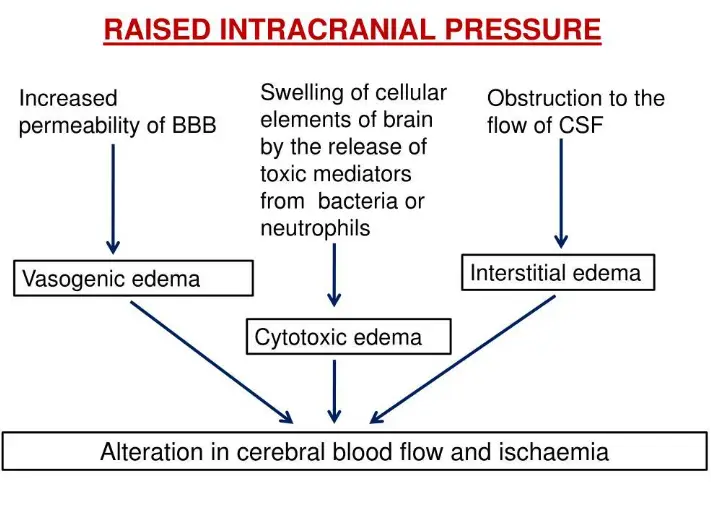 RAISED INTRACRANIAL PRESSURE
Increased
permeability of BBB
Swelling of cellular
elements of brain
by the release of
toxic mediators
from  bacteria or
neutrophils
Obstruction to the
flow of CSF
Vasogenic edema
Interstitial edema
Cytotoxic edema
Alteration in cerebral blood flow and ischaemia